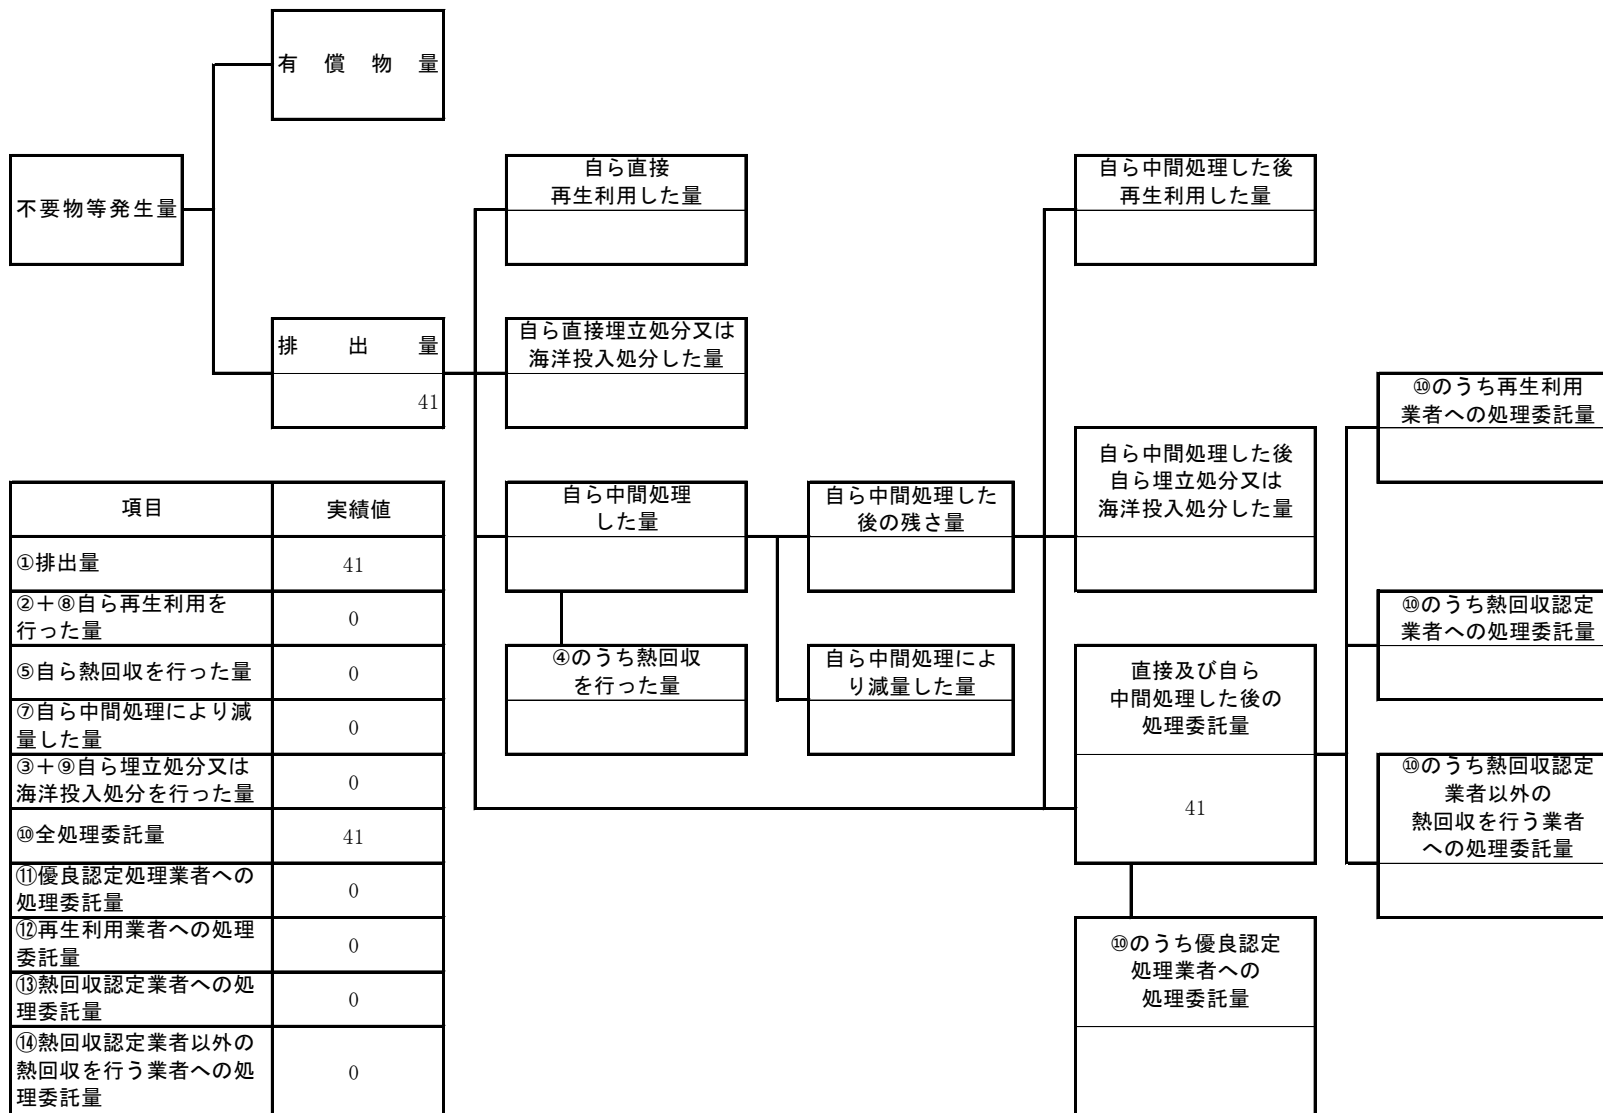 有償物量
不要物等発生量
排出量
41
自ら直接
再生利用した量
自ら直接埋立処分又は
海洋投入処分した量
自ら中間処理
した量
④のうち熱回収
を行った量
自ら中間処理した
後の残さ量
自ら中間処理によ
り減量した量
自ら中間処理した後
再生利用した量
自ら中間処理した後
自ら埋立処分又は
海洋投入処分した量
直接及び自ら
中間処理した後の
処理委託量
41
⑩のうち優良認定
処理業者への
処理委託量
⑩のうち再生利用
業者への処理委託量
⑩のうち熱回収認定
業者への処理委託量
⑩のうち熱回収認定
業者以外の
熱回収を行う業者
への処理委託量
項目 実績値
①排出量 41
②+⑧自ら再生利用を
行った量 0
⑤自ら熱回収を行った量 0
⑦自ら中間処理により減
量した量 0
③+⑨自ら埋立処分又は
海洋投入処分を行った量 0
⑩全処理委託量 41
⑪優良認定処理業者への
処理委託量 0
⑫再生利用業者への処理
委託量 0
⑬熱回収認定業者への処
理委託量 0
⑭熱回収認定業者以外の
熱回収を行う業者への処
理委託量 0